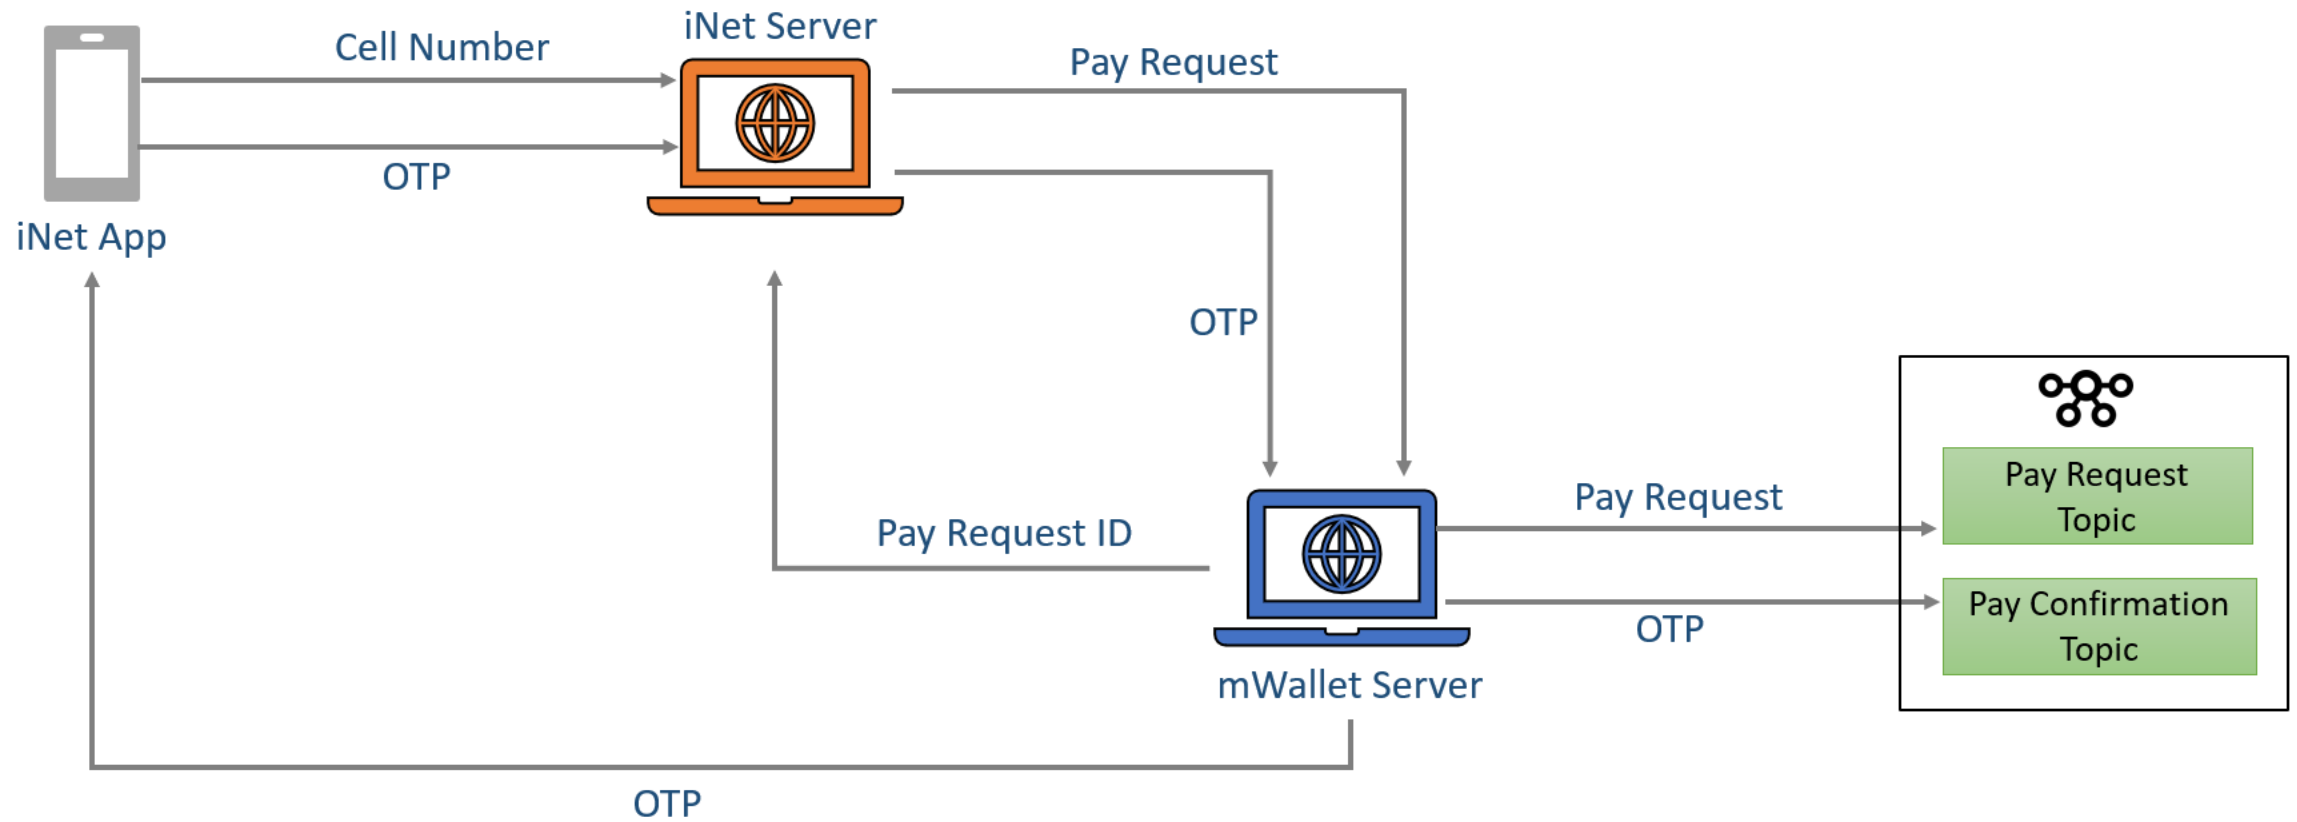 iNet Server
Cell Number
Pay Request
OTP
iNet App
OTP
Pay Request ID
Pay Request
Pay Request
Topic
OTP
Pay Confirmation
Topic
mWallet Server
OTP